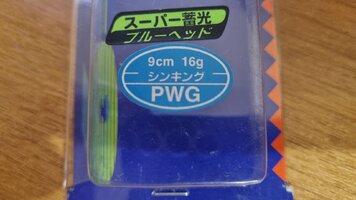 スーパー蓄光
ブルーヘッド
9cm 16g
シンキング
PWG